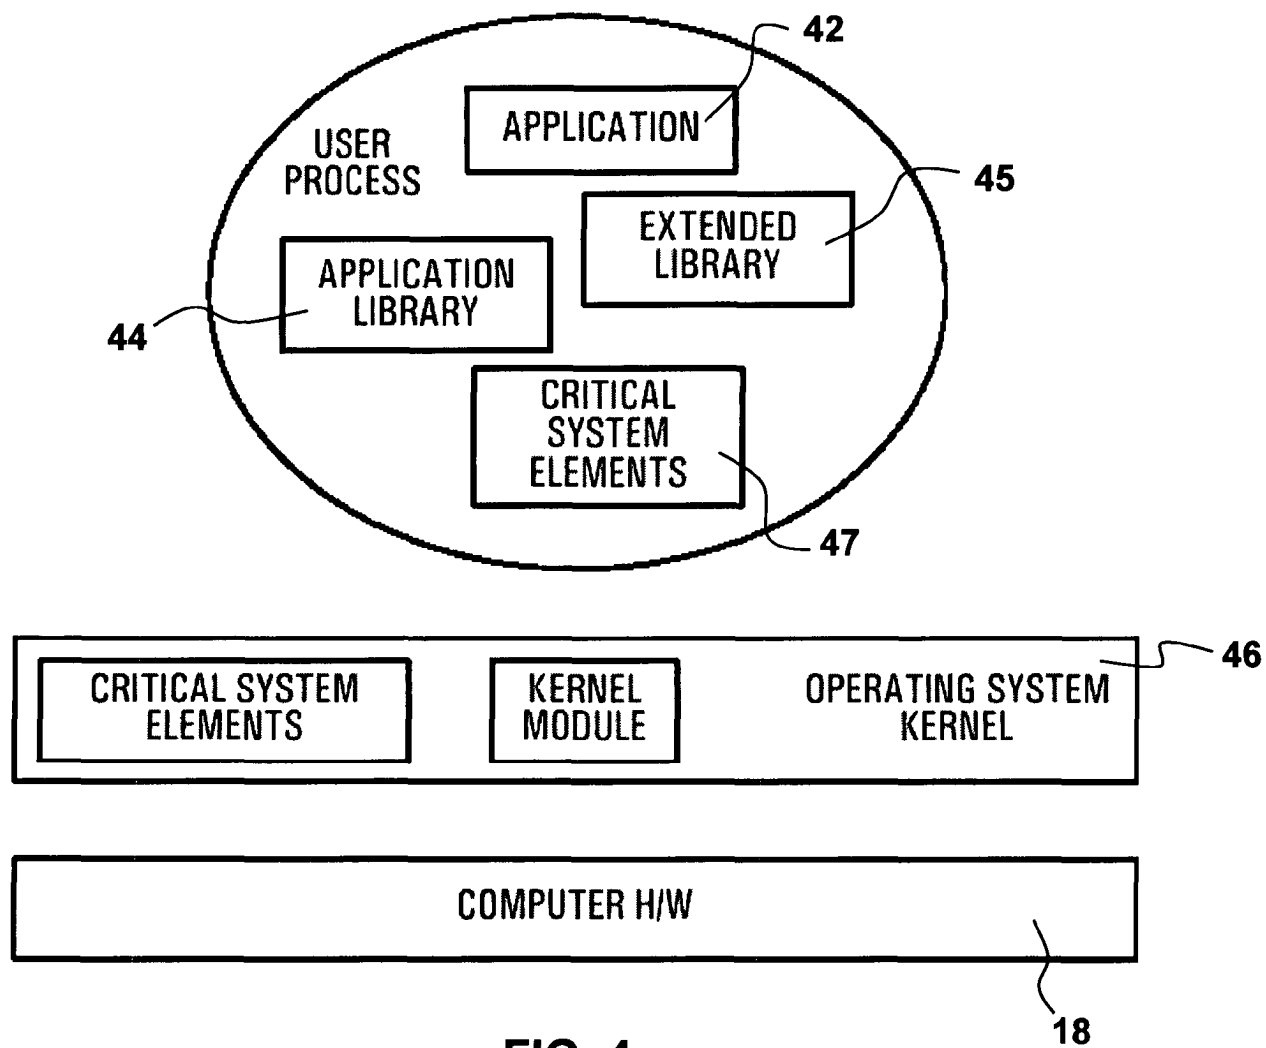 42
APPLICATION
USER
PROCESS
45
EXTENDED
LIBRARY
APPLICATION
LIBRARY
44
CRITICAL
SYSTEM
ELEMENTS
47
46
CRITICAL SYSTEM
ELEMENTS
KERNEL
MODULE
OPERATING SYSTEM
KERNEL
COMPUTER H/W
18